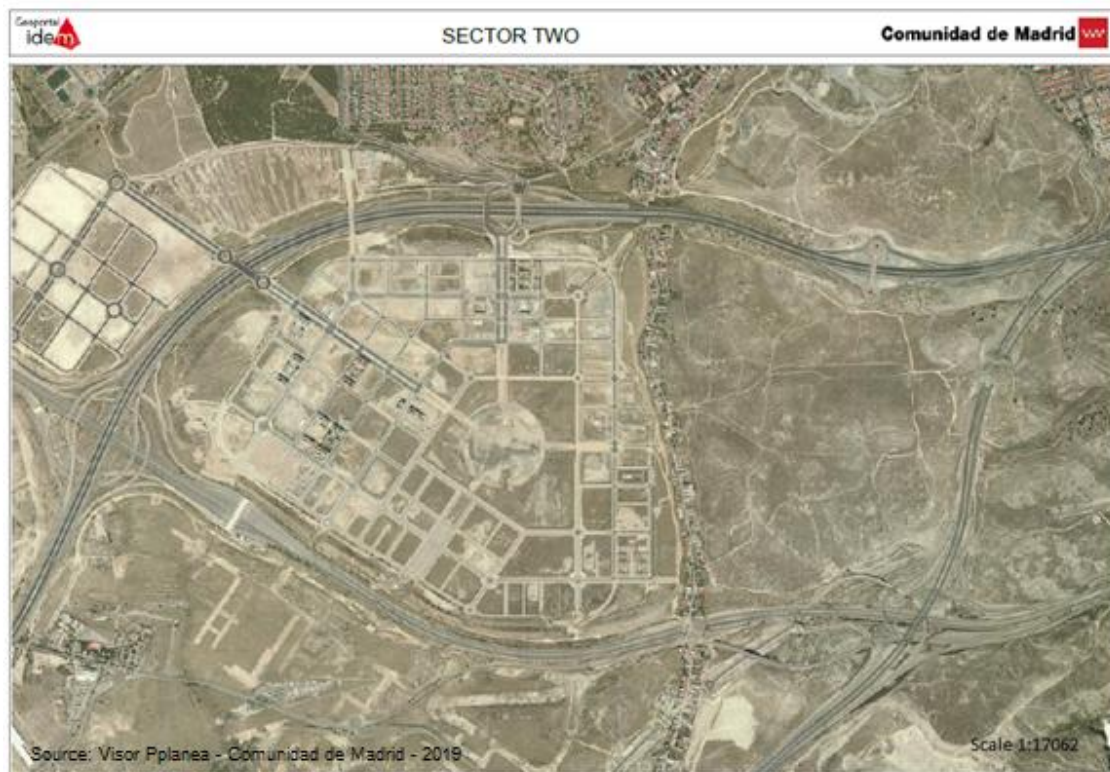 Geoportal
idem
SECTOR TWO
Comunidad de Madrid
Source: Visor Pplanea - Comunidad de Madrid - 2019
Scale 1:17062